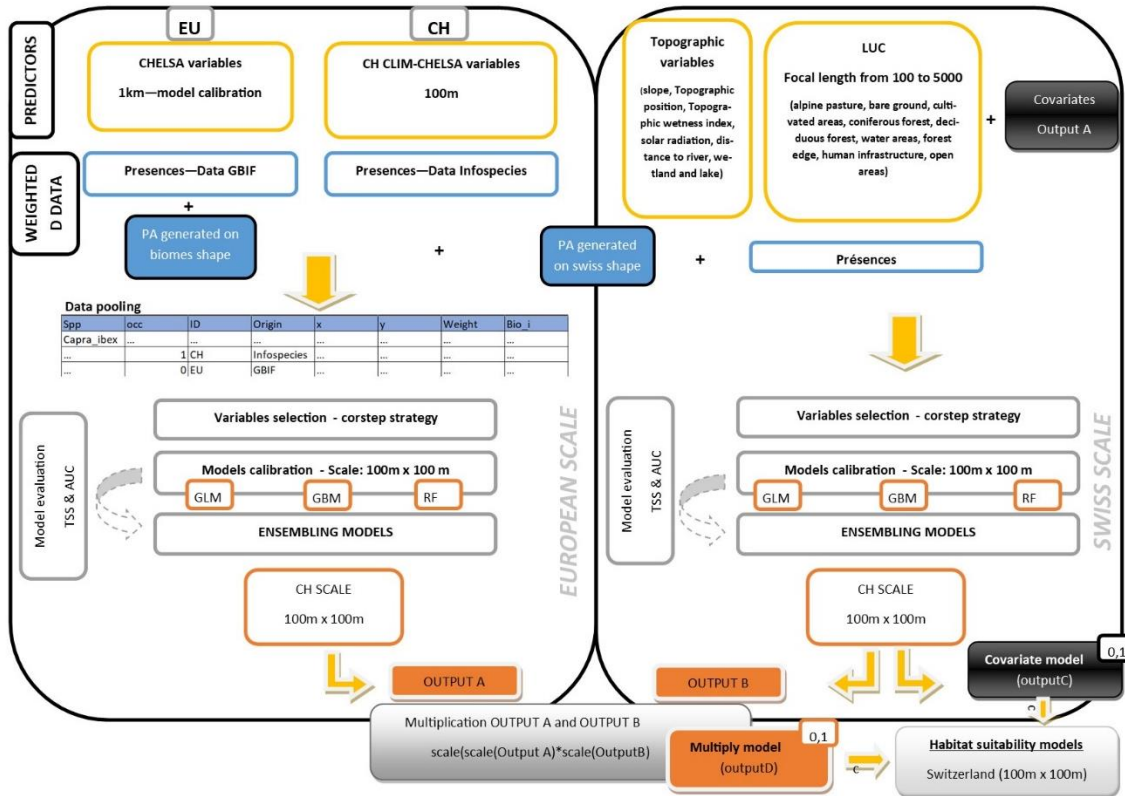 EU
CH
PREDICTORS
CHELSA variables
1km—model calibration
CH CLIM-CHELSA variables
100m
Topographic
variables
(slope, Topographic
position, Topogra-
phic wetness index,
solar radiation, dis-
tance to river, we-
tland and lake)
LUC
Focal length from 100 to 5000
(alpine pasture, bare ground, culti-
vated areas, coniferous forest, deci-
duous forest, water areas, forest
edge, human infrastructure, open
areas)
+
Covariates
Output A
WEIGHTED
D DATA
Presences—Data GBIF
Presences—Data Infospecies
+
PA generated on
biomes shape
+
PA generated
on swiss shape
+
Présences
Data pooling
Spp occ ID Origin x y Weight Bio_i
Capra_ibex ... ... ... ... ... ... ...
... 1 CH Infospecies ... ... ... ...
... 0 EU GBIF ... ... ... ...
Model evaluation
TSS & AUC
Variables selection - corstep strategy
Models calibration - Scale: 100m x 100 m
GLM
GBM
RF
ENSEMBLING MODELS
EUROPEAN SCALE
CH SCALE
100m x 100m
OUTPUT A
Model evaluation
TSS & AUC
Variables selection - corstep strategy
Models calibration - Scale: 100m x 100 m
GLM
GBM
RF
ENSEMBLING MODELS
SWISS SCALE
CH SCALE
100m x 100m
OUTPUT B
0,1
Covariate model
(outputC)
c
Multiplication OUTPUT A and OUTPUT B
scale(scale(Output A)*scale(OutputB)
0,1
Multiply model
(outputD)
c
Habitat suitability models
Switzerland (100m x 100m)